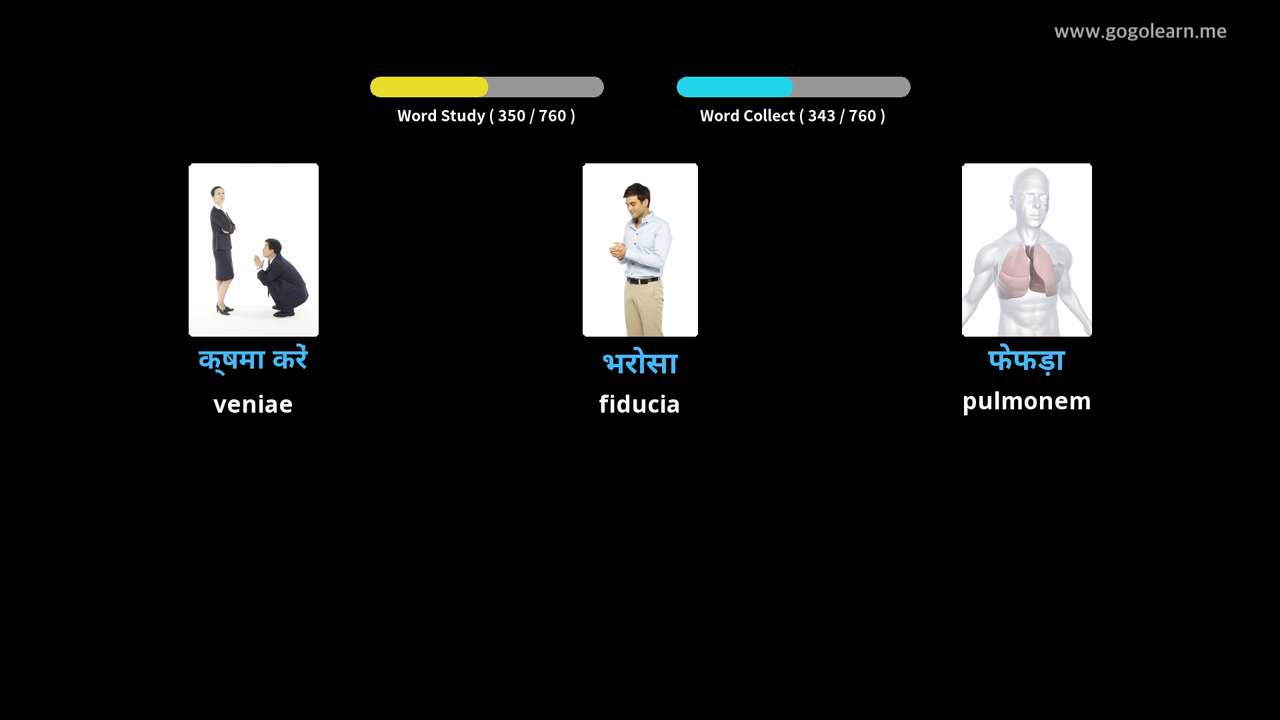 www.gogolearn.me
Word Study ( 350 / 760 )
Word Collect ( 343 / 760 )
क्षमा करें
भरोसा
फेफड़ा
veniae
fiducia
pulmonem